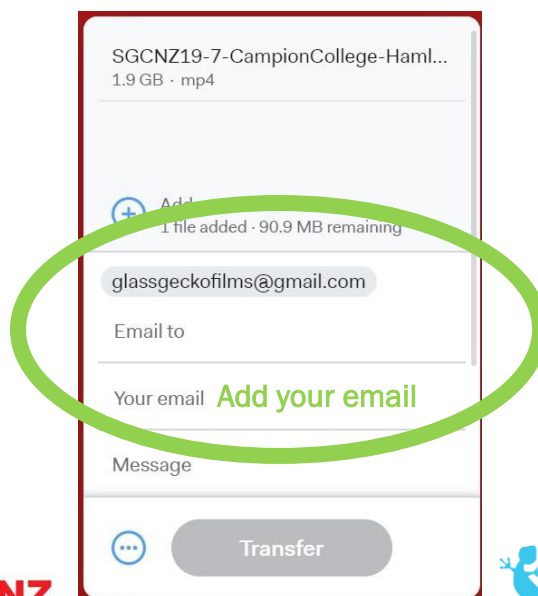 SGCNZ19-7-CampionCollege-Haml...
1.9 GB · mp4
1 file added · 90.9 MB remaining
glassgeckofilms@gmail.com
Email to
Your email Add your email
Message
Transfer
NZ